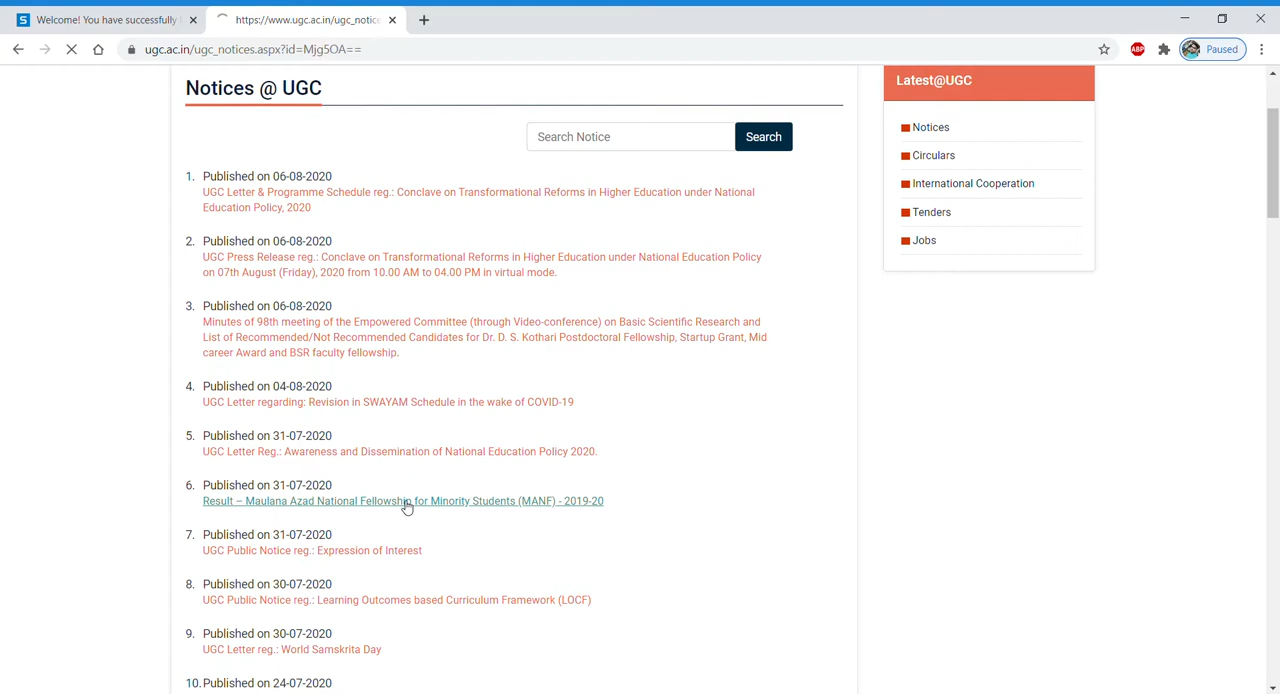 Welcome! You have successfully
https://www.ugc.ac.in/ugc_notice
ugc.ac.in/ugc_notices.aspx?id=Mjg5OA==
ABP
Paused
Notices @ UGC
Search Notice
Search
1. Published on 06-08-2020
UGC Letter & Programme Schedule reg.: Conclave on Transformational Reforms in Higher Education under National
Education Policy, 2020
2. Published on 06-08-2020
UGC Press Release reg.: Conclave on Transformational Reforms in Higher Education under National Education Policy
on 07th August (Friday), 2020 from 10.00 AM to 04.00 PM in virtual mode.
3. Published on 06-08-2020
Minutes of 98th meeting of the Empowered Committee (through Video-conference) on Basic Scientific Research and
List of Recommended/Not Recommended Candidates for Dr. D. S. Kothari Postdoctoral Fellowship, Startup Grant, Mid
career Award and BSR faculty fellowship.
4. Published on 04-08-2020
UGC Letter regarding: Revision in SWAYAM Schedule in the wake of COVID-19
5. Published on 31-07-2020
UGC Letter Reg.: Awareness and Dissemination of National Education Policy 2020.
6. Published on 31-07-2020
Result – Maulana Azad National Fellowship for Minority Students (MANF) - 2019-20
7. Published on 31-07-2020
UGC Public Notice reg.: Expression of Interest
8. Published on 30-07-2020
UGC Public Notice reg.: Learning Outcomes based Curriculum Framework (LOCF)
9. Published on 30-07-2020
UGC Letter reg.: World Samskrita Day
10. Published on 24-07-2020
Latest@UGC
Notices
Circulars
International Cooperation
Tenders
Jobs